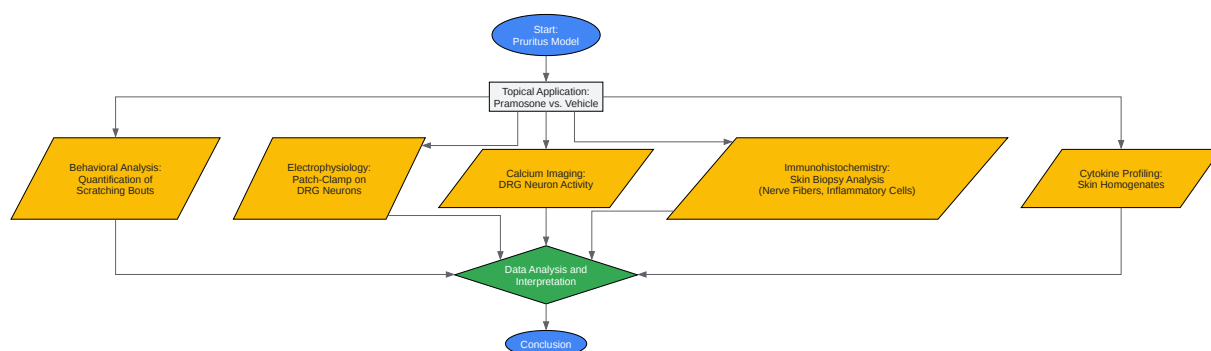 Start:
Pruritus Model
Topical Application:
Pramosone vs. Vehicle
Behavioral Analysis:
Quantification of
Scratching Bouts
Electrophysiology:
Patch-Clamp on
DRG Neurons
Calcium Imaging:
DRG Neuron Activity
Immunohistochemistry:
Skin Biopsy Analysis
(Nerve Fibers, Inflammatory Cells)
Cytokine Profiling:
Skin Homogenates
Data Analysis and
Interpretation
Conclusion